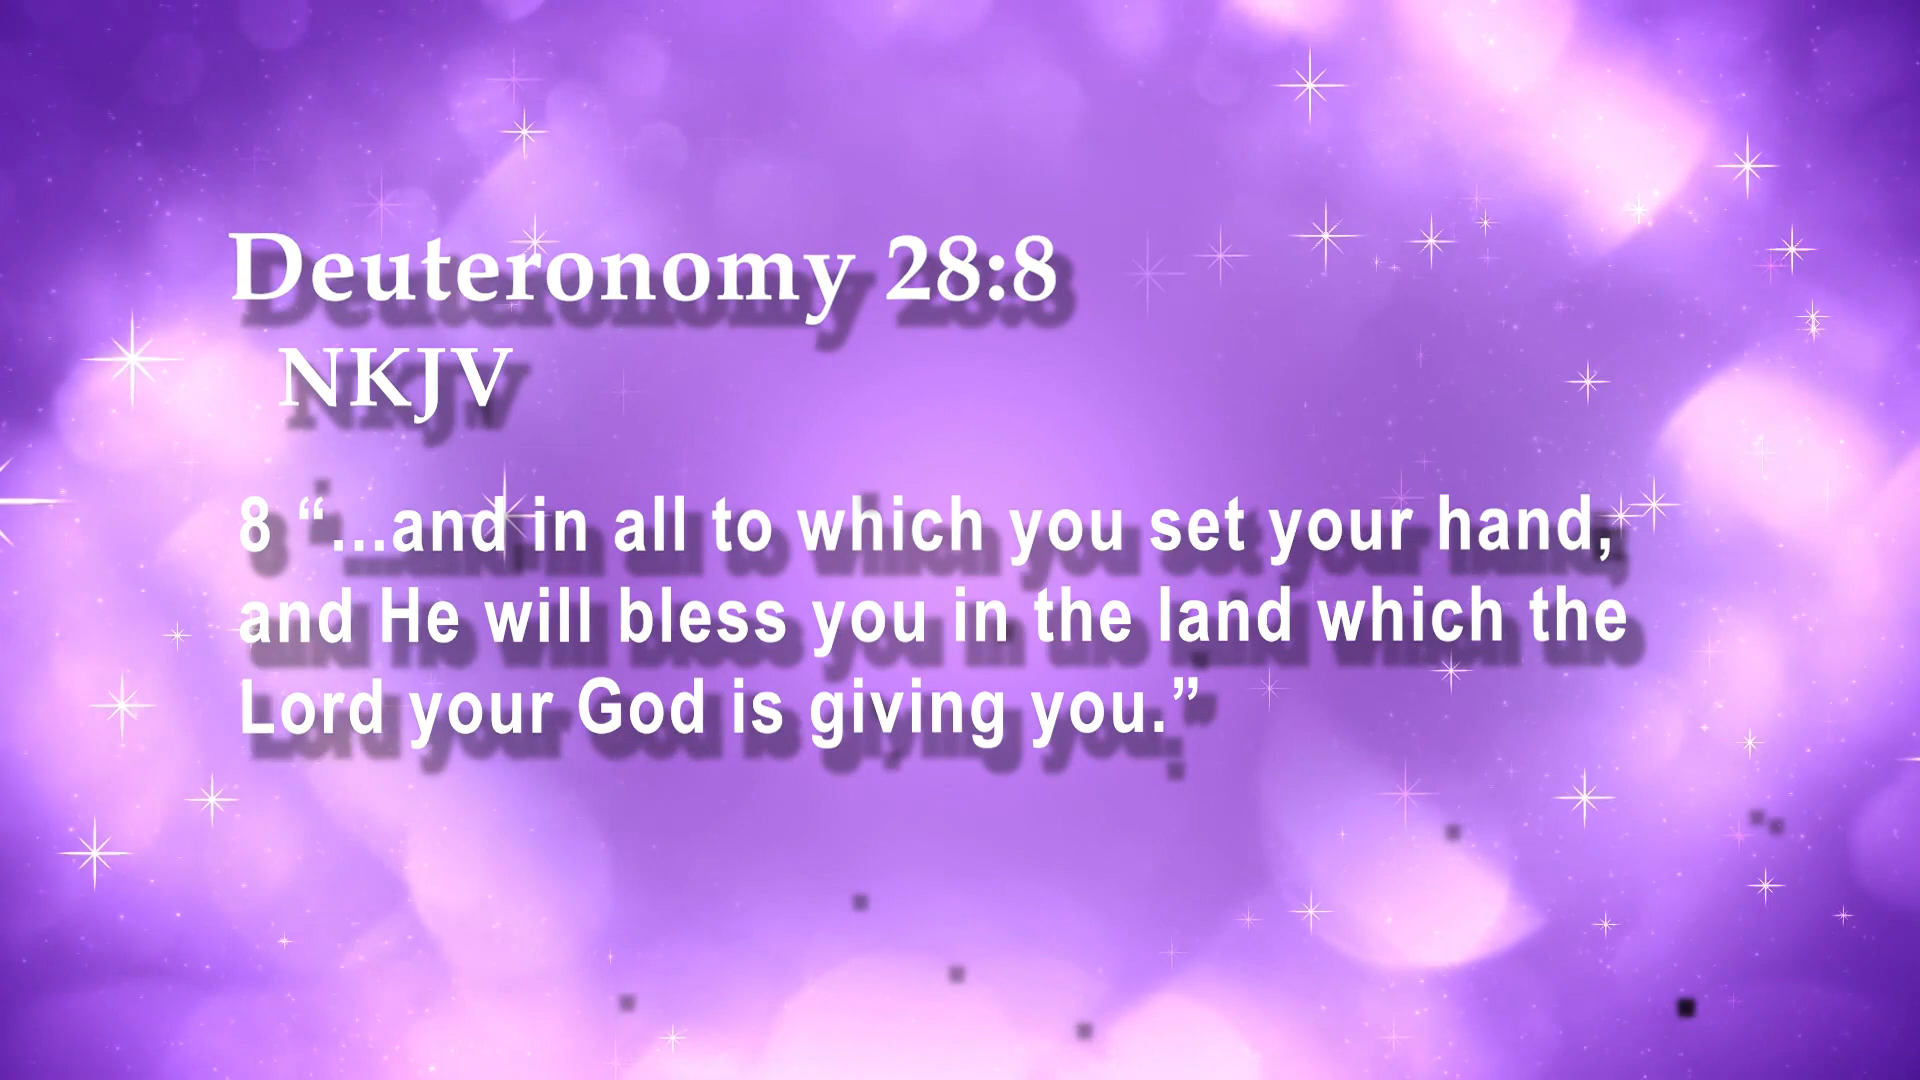 Deuteronomy 28:8
NKJV
8 “...and in all to which you set your hand,
and He will bless you in the land which the
Lord your God is giving you.”